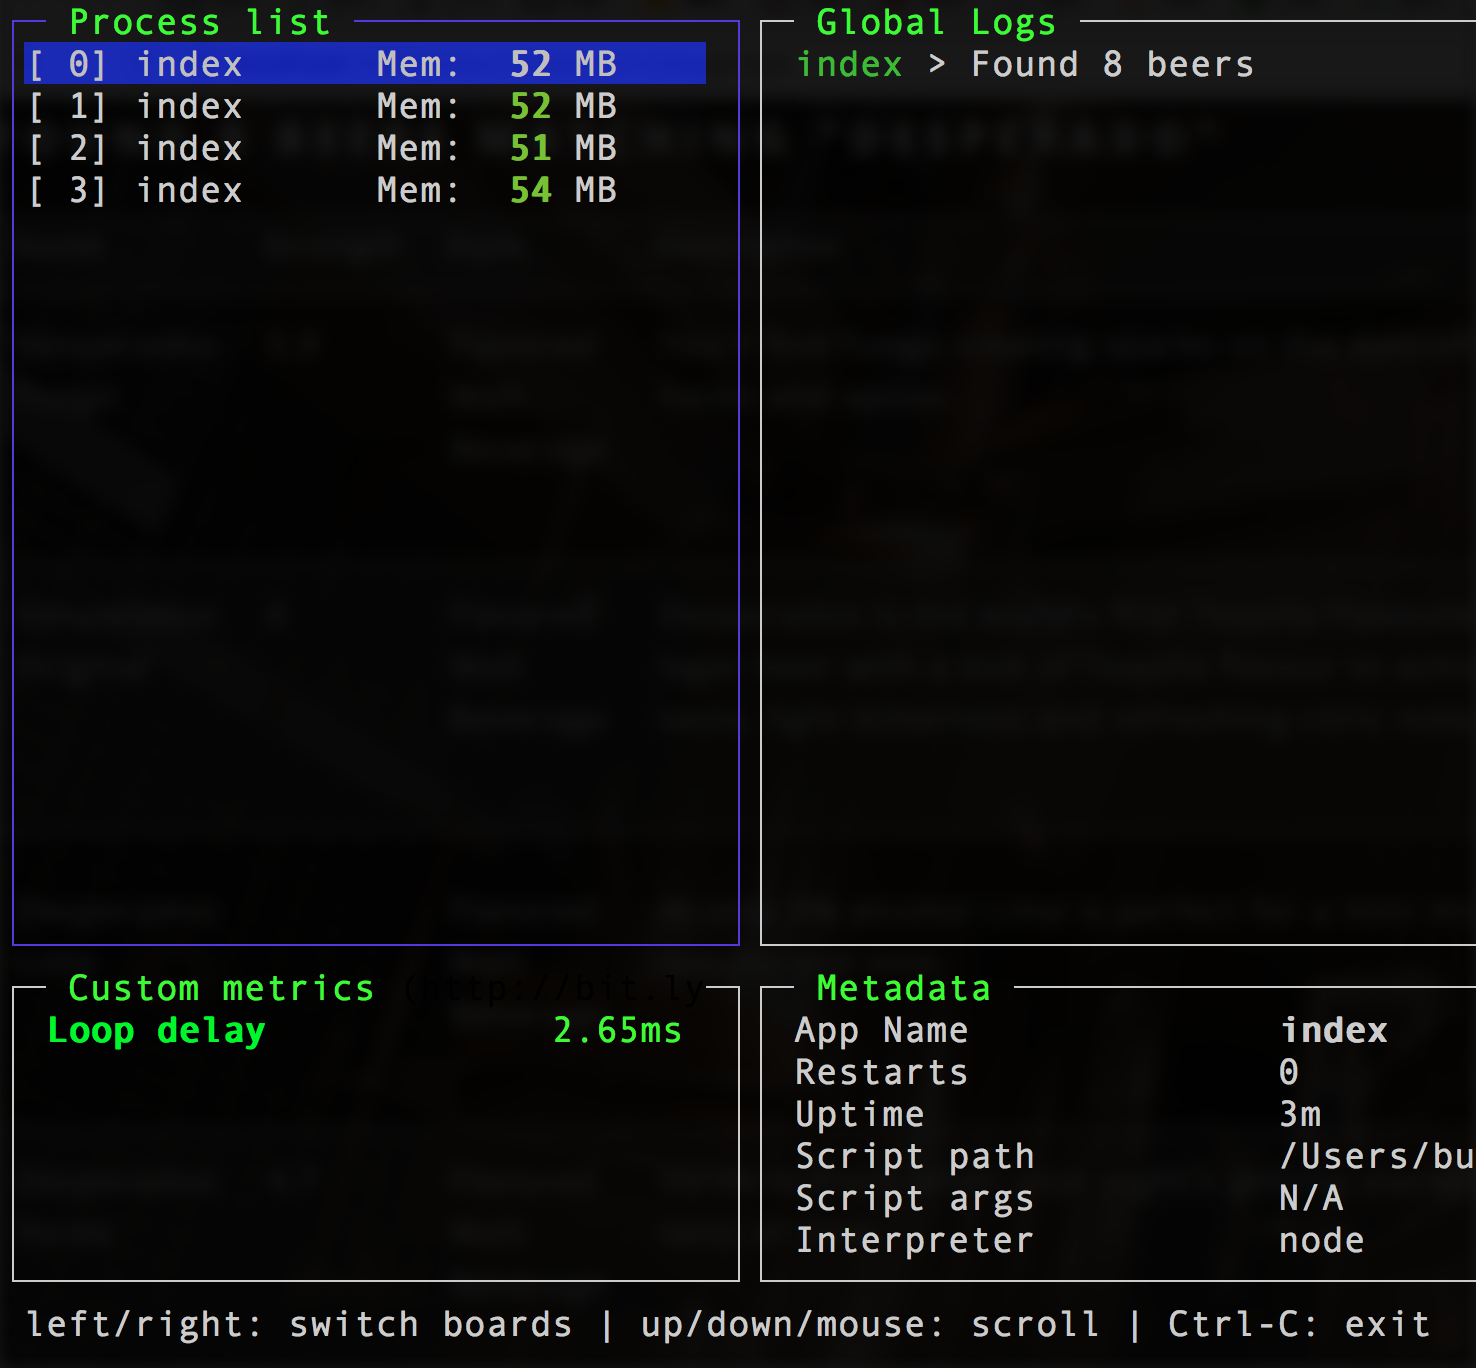 Process list
[ 0] index Mem: 52 MB
[ 1] index Mem: 52 MB
[ 2] index Mem: 51 MB
[ 3] index Mem: 54 MB
Global Logs
index > Found 8 beers
Custom metrics (http://bit.ly
Loop delay 2.65ms
Metadata
App Name index
Restarts 0
Uptime 3m
Script path /Users/bu
Script args N/A
Interpreter node
left/right: switch boards | up/down/mouse: scroll | Ctrl-C: exit